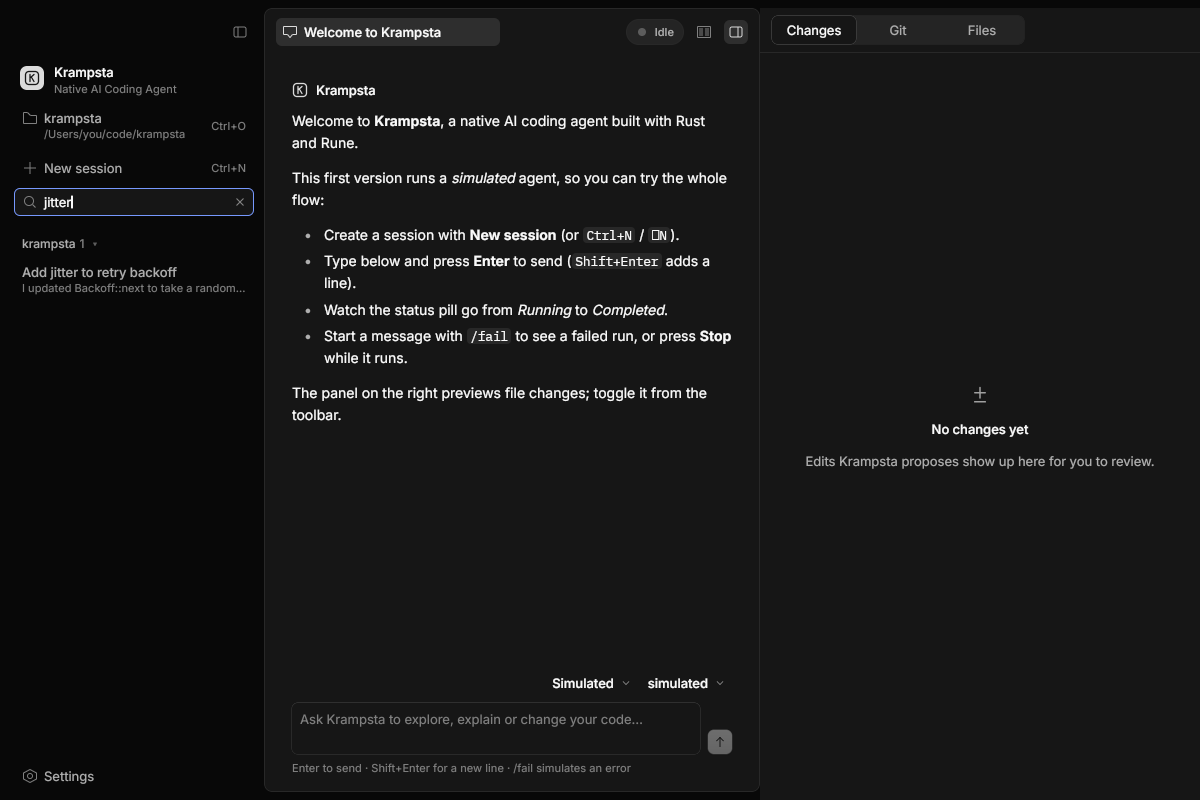 Krampsta
Native AI Coding Agent
krampsta
/Users/you/code/krampsta
Ctrl+O
New session
Ctrl+N
jitter
krampsta 1
Add jitter to retry backoff
I updated Backoff::next to take a random...
Settings
Welcome to Krampsta
Idle
Krampsta
Welcome to Krampsta, a native AI coding agent built with Rust
and Rune.
This first version runs a simulated agent, so you can try the whole
flow:
• Create a session with New session (or Ctrl+N / □N).
• Type below and press Enter to send (Shift+Enter adds a
line).
• Watch the status pill go from Running to Completed.
• Start a message with /fail to see a failed run, or press Stop
while it runs.
The panel on the right previews file changes; toggle it from the
toolbar.
Simulated
simulated
Ask Krampsta to explore, explain or change your code...
Enter to send · Shift+Enter for a new line · /fail simulates an error
Changes
Git
Files
No changes yet
Edits Krampsta proposes show up here for you to review.